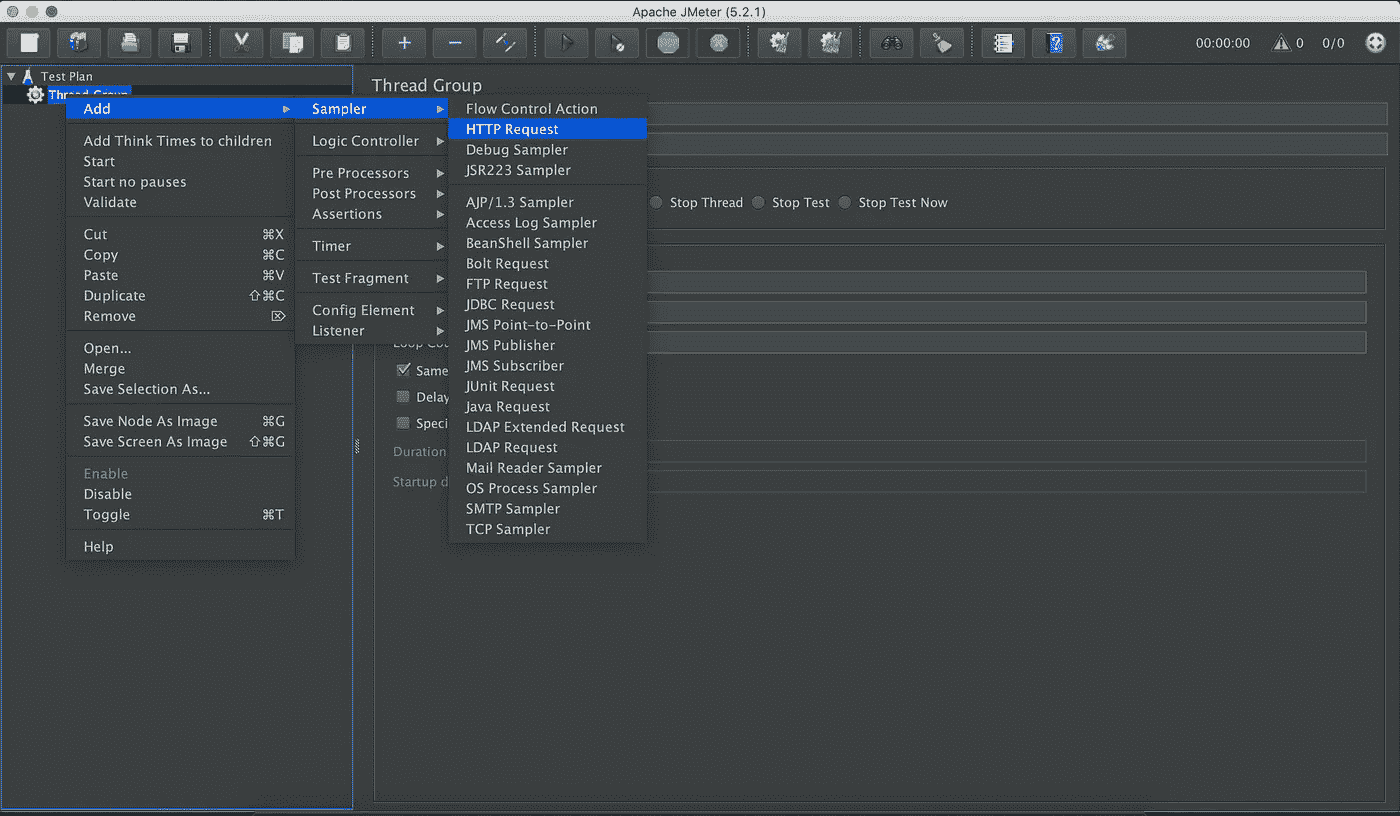 Apache JMeter (5.2.1)
00:00:00 0 0/0
Test Plan
Thread Group
Thread Group
Add
Add Think Times to children
Start
Start no pauses
Validate
Cut ⌘X
Copy ⌘C
Paste ⌘V
Duplicate ⇧⌘C
Remove ⌦
Open...
Merge
Save Selection As...
Save Node As Image ⌘G
Save Screen As Image ⇧⌘G
Enable
Disable
Toggle ⌘T
Help
Sampler
Logic Controller
Pre Processors
Post Processors
Assertions
Timer
Test Fragment
Config Element
Listener
Flow Control Action
HTTP Request
Debug Sampler
JSR223 Sampler
AJP/1.3 Sampler
Access Log Sampler
BeanShell Sampler
Bolt Request
FTP Request
JDBC Request
JMS Point-to-Point
JMS Publisher
JMS Subscriber
JUnit Request
Java Request
LDAP Extended Request
LDAP Request
Mail Reader Sampler
OS Process Sampler
SMTP Sampler
TCP Sampler
Stop Thread Stop Test Stop Test Now
Loop
Same
Delay
Speci
Duration
Startup d